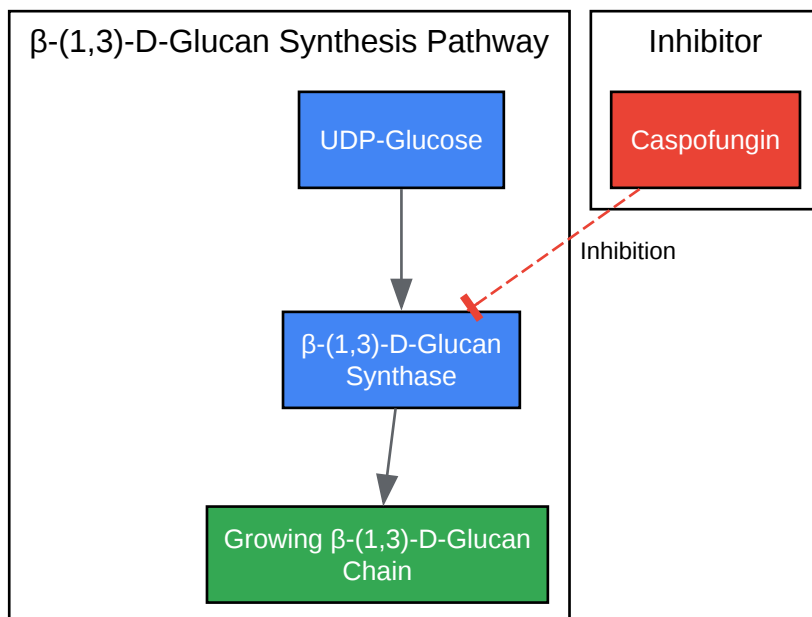 β-(1,3)-D-Glucan Synthesis Pathway
Inhibitor
UDP-Glucose
Caspofungin
Inhibition
β-(1,3)-D-Glucan
Synthase
Growing β-(1,3)-D-Glucan
Chain